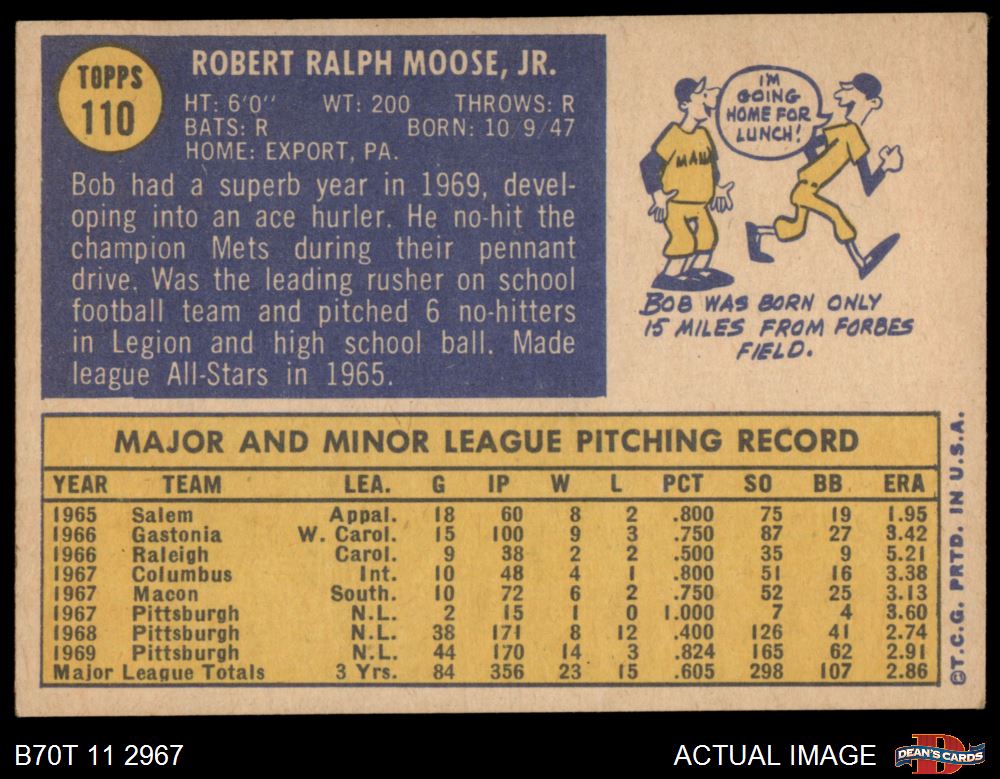 TOPPS
110
ROBERT RALPH MOOSE, JR.
HT: 6'0" WT: 200 THROWS: R
BATS: R BORN: 10 9 47
HOME: EXPORT, PA.
Bob had a superb year in 1969, devel-
oping into an ace hurler. He no-hit the
champion Mets during their pennant
drive. Was the leading rusher on school
football team and pitched 6 no-hitters
in Legion and high school ball. Made
league All-Stars in 1965.
I'M
GOING
HOME FOR
LUNCH!
BOB WAS BORN ONLY
15 MILES FROM FORBES
FIELD.
MAJOR AND MINOR LEAGUE PITCHING RECORD
YEAR TEAM LEA. G IP W L PCT SO BB ERA
1965 Salem Appal. 18 60 8 2 .800 75 19 1.95
1966 Gastonia W. Carol. 15 100 9 3 .750 87 27 3.42
1966 Raleigh Carol. 9 38 2 2 .500 35 9 5.21
1967 Columbus Int. 10 48 4 1 .800 51 16 3.38
1967 Macon South. 10 72 6 2 .750 52 25 3.13
1967 Pittsburgh N.L. 2 15 1 0 1.000 7 4 3.60
1968 Pittsburgh N.L. 38 171 8 12 .400 126 41 2.74
1969 Pittsburgh N.L. 44 170 14 3 .824 165 62 2.91
Major League Totals 3 Yrs. 84 356 23 15 .605 298 107 2.86
©T.C.G. PRTD. IN U.S.A.
B70T 11 2967
ACTUAL IMAGE
DEAN'S CARDS